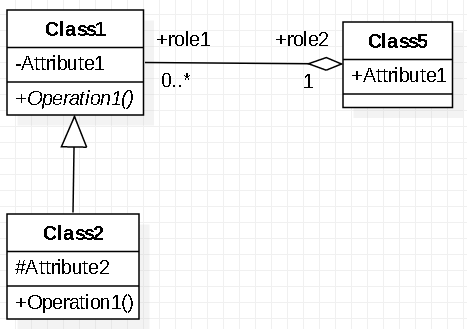 Class1
-Attribute1
+Operation1()
+role1
0..*
+role2
1
Class5
+Attribute1
Class2
#Attribute2
+Operation1()